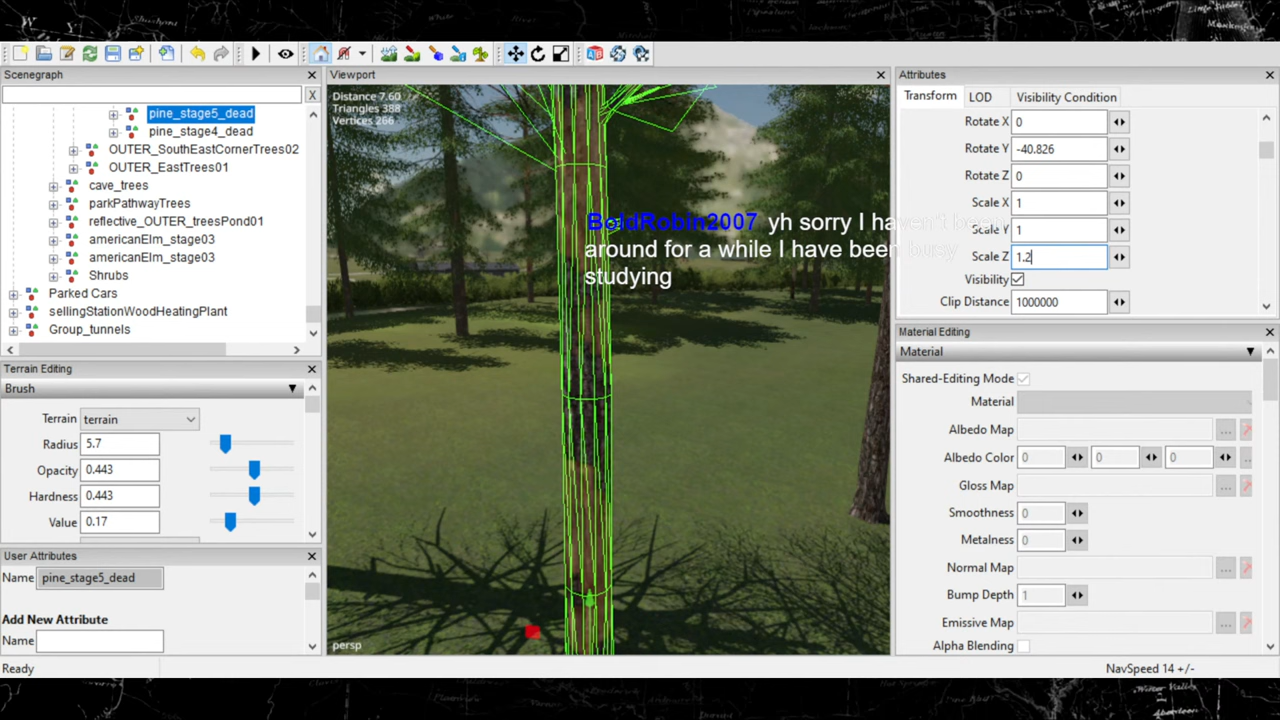 Scenegraph
X
pine_stage5_dead
pine_stage4_dead
OUTER_SouthEastCornerTrees02
OUTER_EastTrees01
cave_trees
parkPathwayTrees
reflective_OUTER_treesPond01
americanElm_stage03
americanElm_stage03
Shrubs
Parked Cars
sellingStationWoodHeatingPlant
Group_tunnels
Terrain Editing
Brush
Terrain terrain
Radius 5.7
Opacity 0.443
Hardness 0.443
Value 0.17
User Attributes
Name pine_stage5_dead
Add New Attribute
Name
Ready
Viewport
Distance 7.60
Triangles 388
Vertices 266
BoldRobin2007 yh sorry I haven't been
around for a while I have been busy
studying
persp
Attributes
Transform LOD Visibility Condition
Rotate X 0
Rotate Y -40.826
Rotate Z 0
Scale X 1
Scale Y 1
Scale Z 1.2
Visibility
Clip Distance 1000000
Material Editing
Material
Shared-Editing Mode
Material
Albedo Map ...
Albedo Color 0 0 0 ..
Gloss Map ...
Smoothness 0
Metalness 0
Normal Map ...
Bump Depth 1
Emissive Map ...
Alpha Blending
NavSpeed 14 +/-